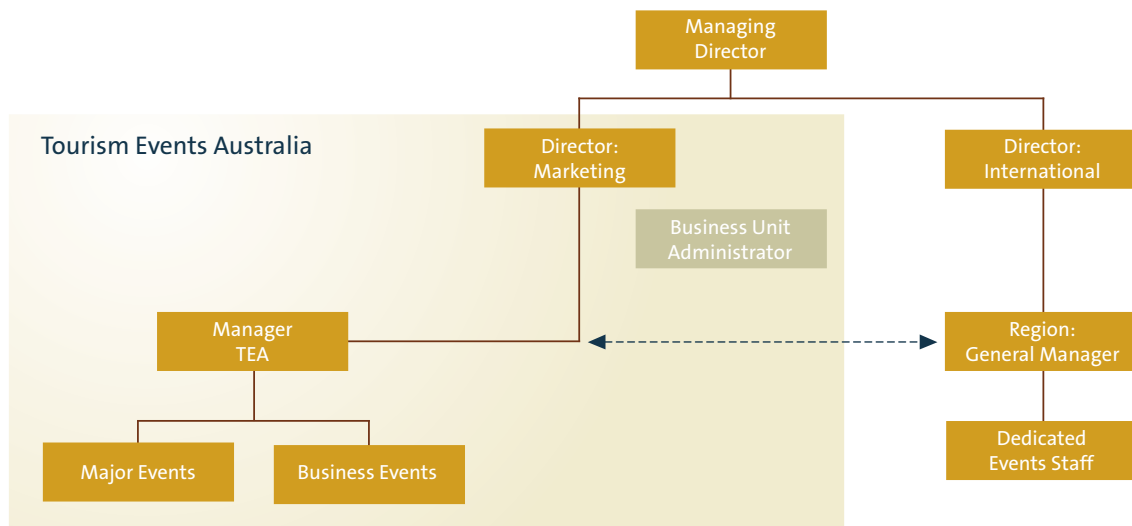 Managing
Director
Tourism Events Australia
Director:
Marketing
Director:
International
Business Unit
Administrator
Manager
TEA
Region:
General Manager
Major Events
Business Events
Dedicated
Events Staff